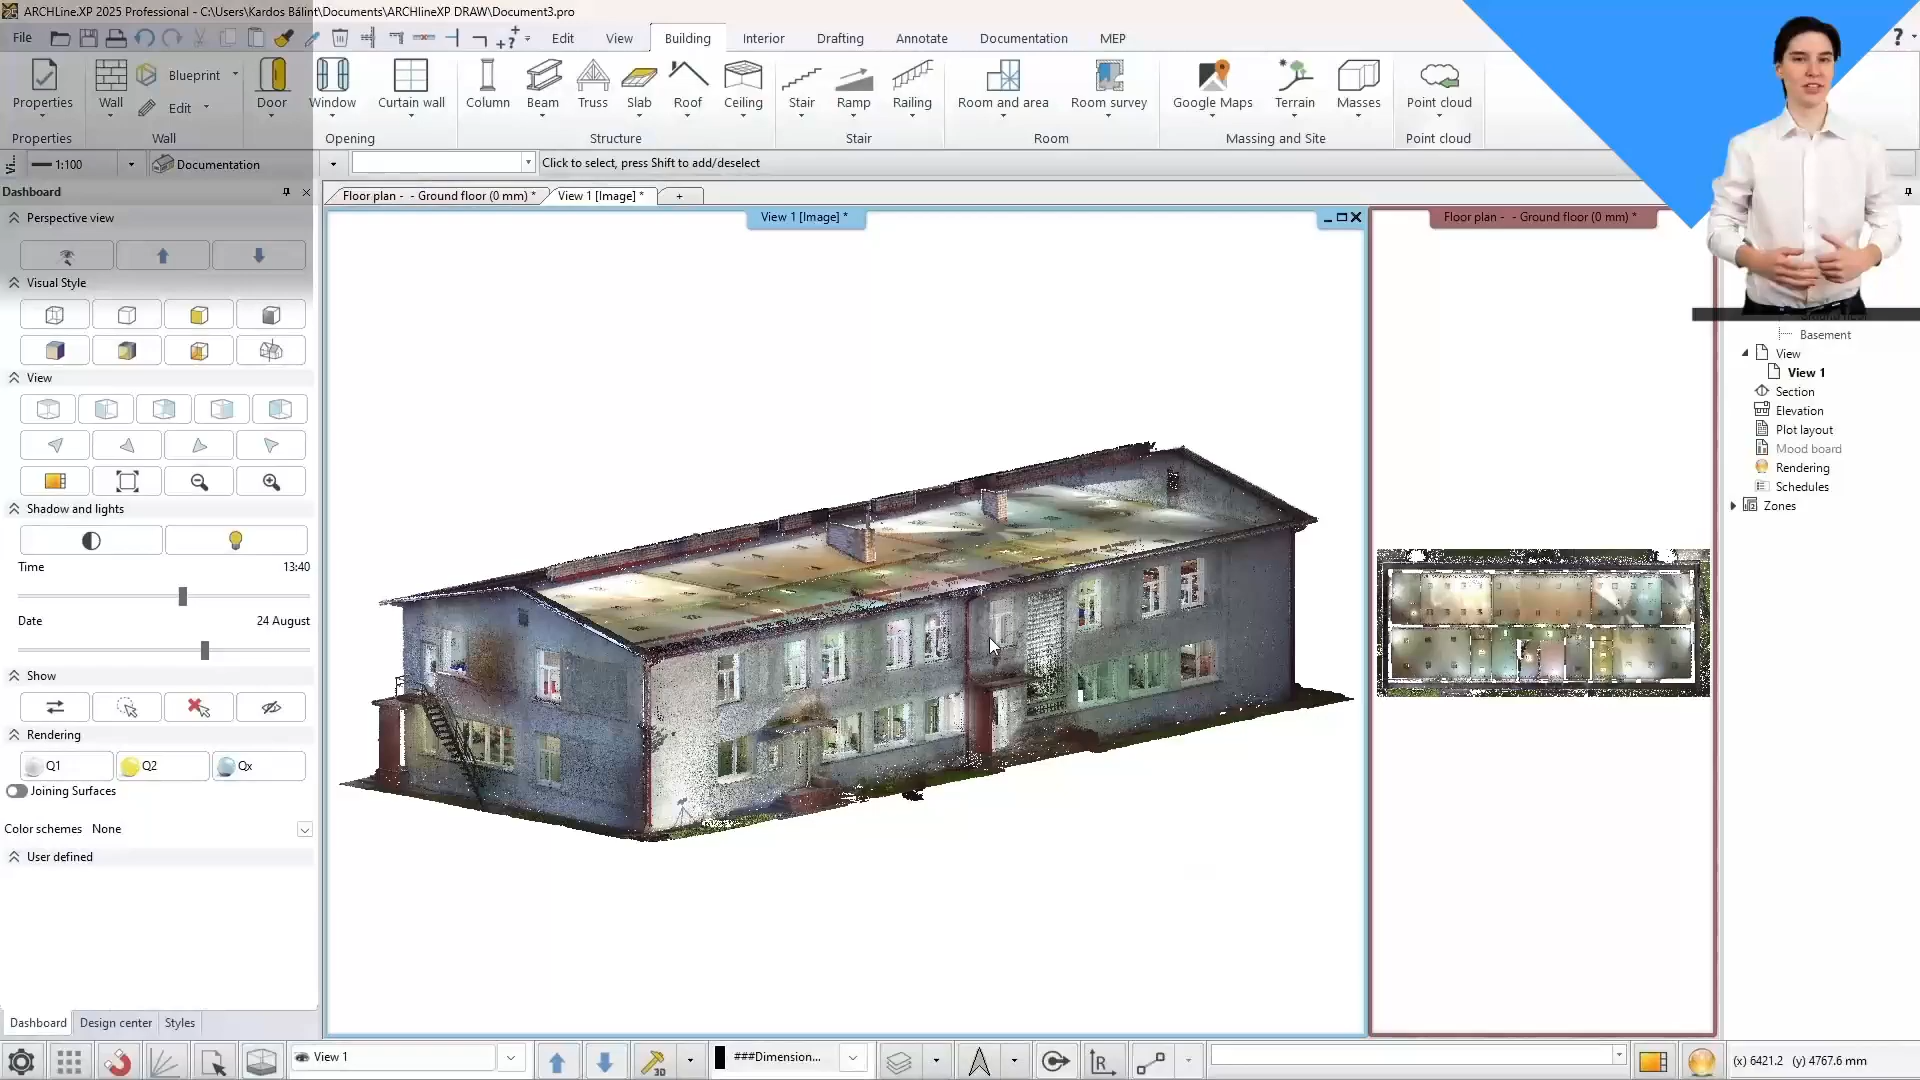 ARCHLine.XP 2025 Professional - C:\Users\Kardos Bálint\Documents\ARCHlineXP DRAW\Document3.pro
File
Edit
View
Building
Interior
Drafting
Annotate
Documentation
MEP
?
Properties
Wall
Blueprint
Edit
Door
Window
Curtain wall
Column
Beam
Truss
Slab
Roof
Ceiling
Stair
Ramp
Railing
Room and area
Room survey
Google Maps
Terrain
Masses
Point cloud
Properties
Wall
Opening
Structure
Stair
Room
Massing and Site
Point cloud
1:100
Documentation
Click to select, press Shift to add/deselect
Dashboard
Floor plan - - Ground floor (0 mm) *
View 1 [Image] *
+
View 1 [Image] *
Floor plan - - Ground floor (0 mm) *
Perspective view
Visual Style
View
Shadow and lights
Time 13:40
Date 24 August
Show
Rendering
Q1
Q2
Qx
Joining Surfaces
Color schemes None
User defined
Basement
View
View 1
Section
Elevation
Plot layout
Mood board
Rendering
Schedules
Zones
Dashboard
Design center
Styles
View 1
3D
###Dimension...
R
(x) 6421.2 (y) 4767.6 mm